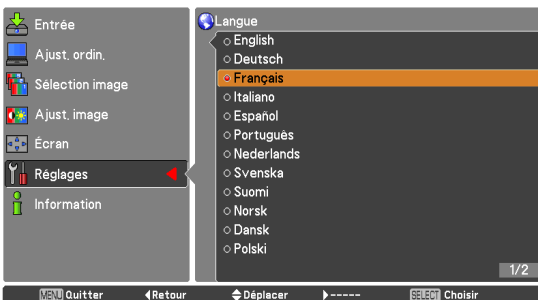 Entrée
Ajust. ordin.
Sélection image
Ajust. image
Écran
Réglages
Information
Langue
English
Deutsch
Français
Italiano
Español
Português
Nederlands
Svenska
Suomi
Norsk
Dansk
Polski
1/2
MENU Quitter ◀Retour ◆Déplacer ▶----- SELECT Choisir